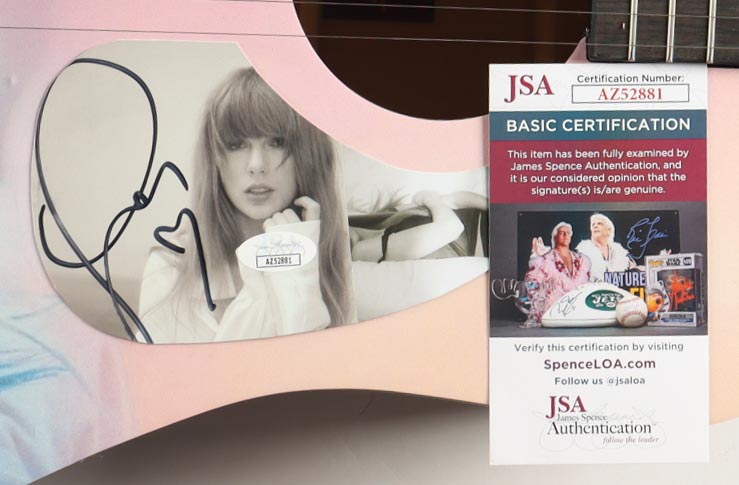 AZ52881
JSA
Certification Number:
AZ52881
BASIC CERTIFICATION
This item has been fully examined by
James Spence Authentication, and
it is our considered opinion that the
signature(s) is/are genuine.
NATURE
JETS
Verify this certification by visiting
SpenceLOA.com
Follow us @jsaloa
JSA
James Spence
Authentication
follow the leader